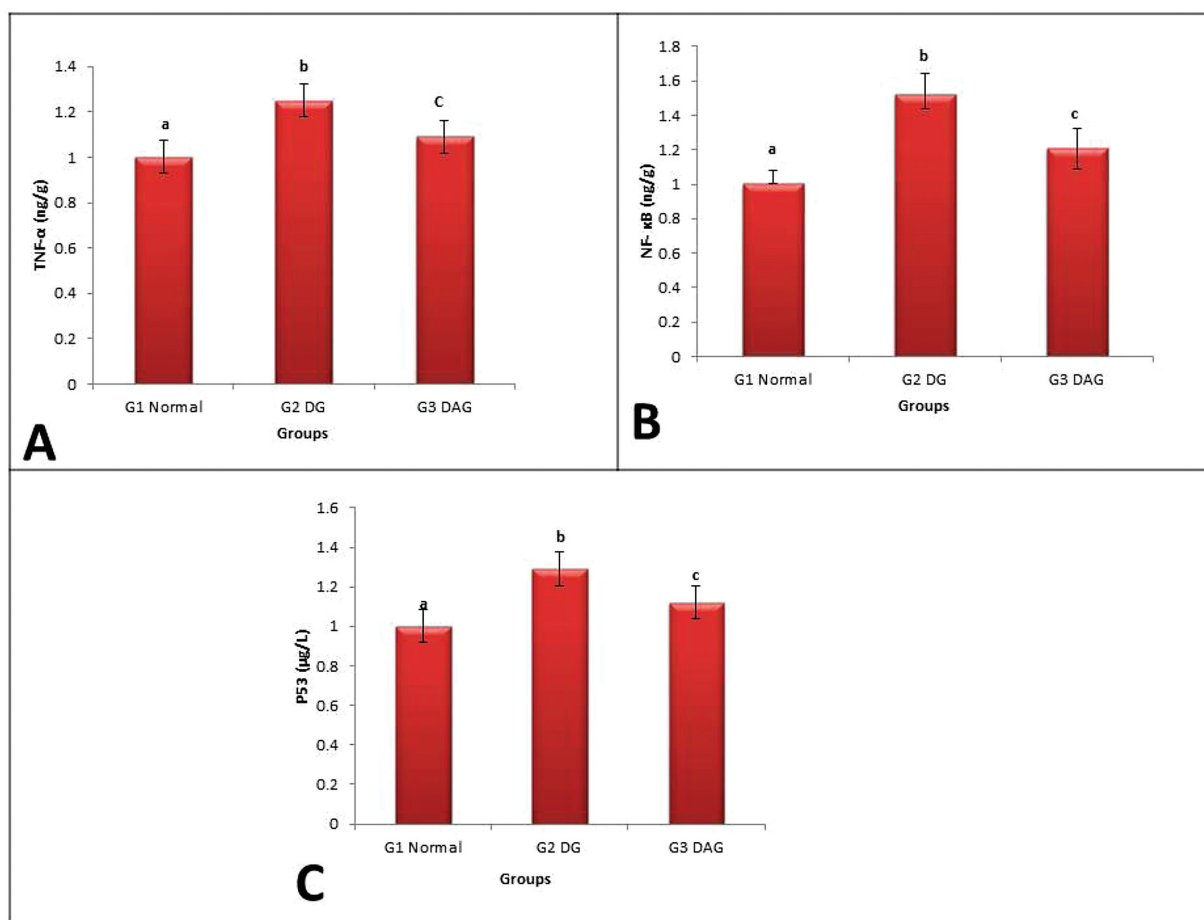 1.4
1.2
1
0.8
0.6
0.4
0.2
0
TNF-α (ng/g)
a
b
C
G1 Normal
G2 DG
G3 DAG
Groups
A
1.8
1.6
1.4
1.2
1
0.8
0.6
0.4
0.2
0
NF- κB (ng/g)
a
b
c
G1 Normal
G2 DG
G3 DAG
Groups
B
1.6
1.4
1.2
1
0.8
0.6
0.4
0.2
0
P53 (µg/L)
a
b
c
G1 Normal
G2 DG
G3 DAG
Groups
C